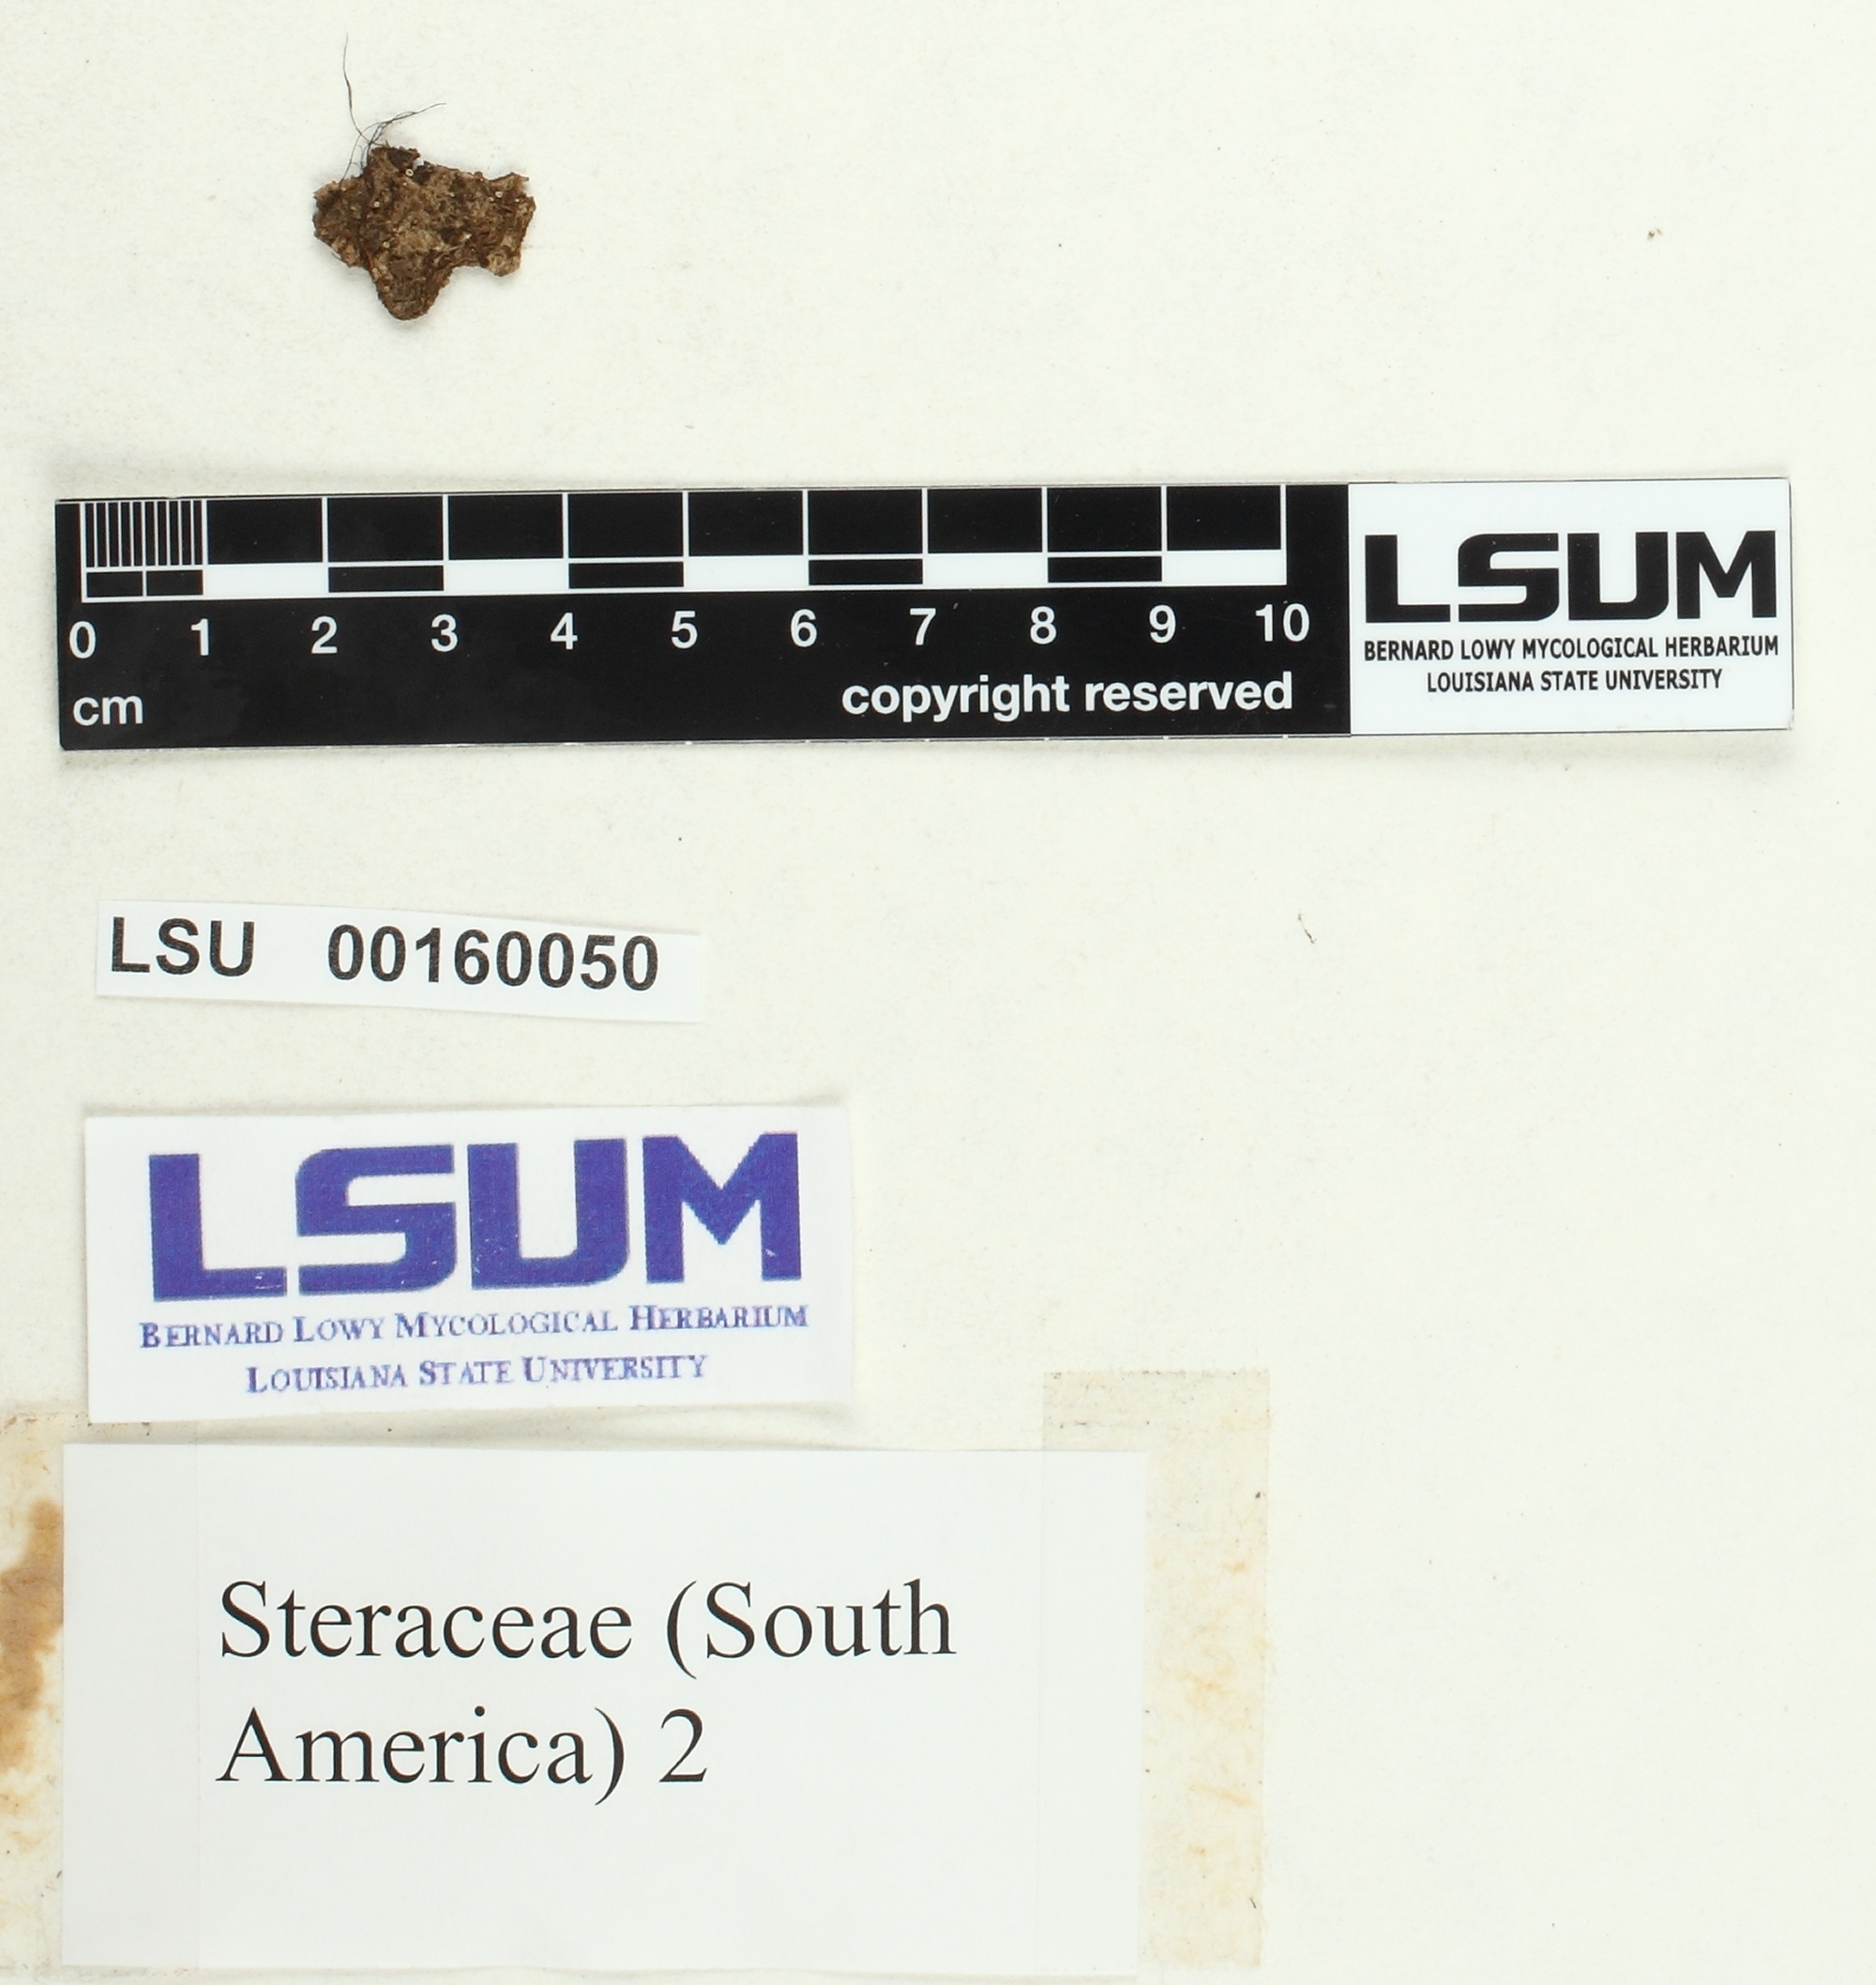 0 1 2 3 4 5 6 7 8 9 10
cm
copyright reserved
LSUM
BERNARD LOWY MYCOLOGICAL HERBARIUM
LOUISIANA STATE UNIVERSITY
LSU 00160050
LSUM
BERNARD LOWY MYCOLOGICAL HERBARIUM
LOUISIANA STATE UNIVERSITY
Steraceae (South
America) 2